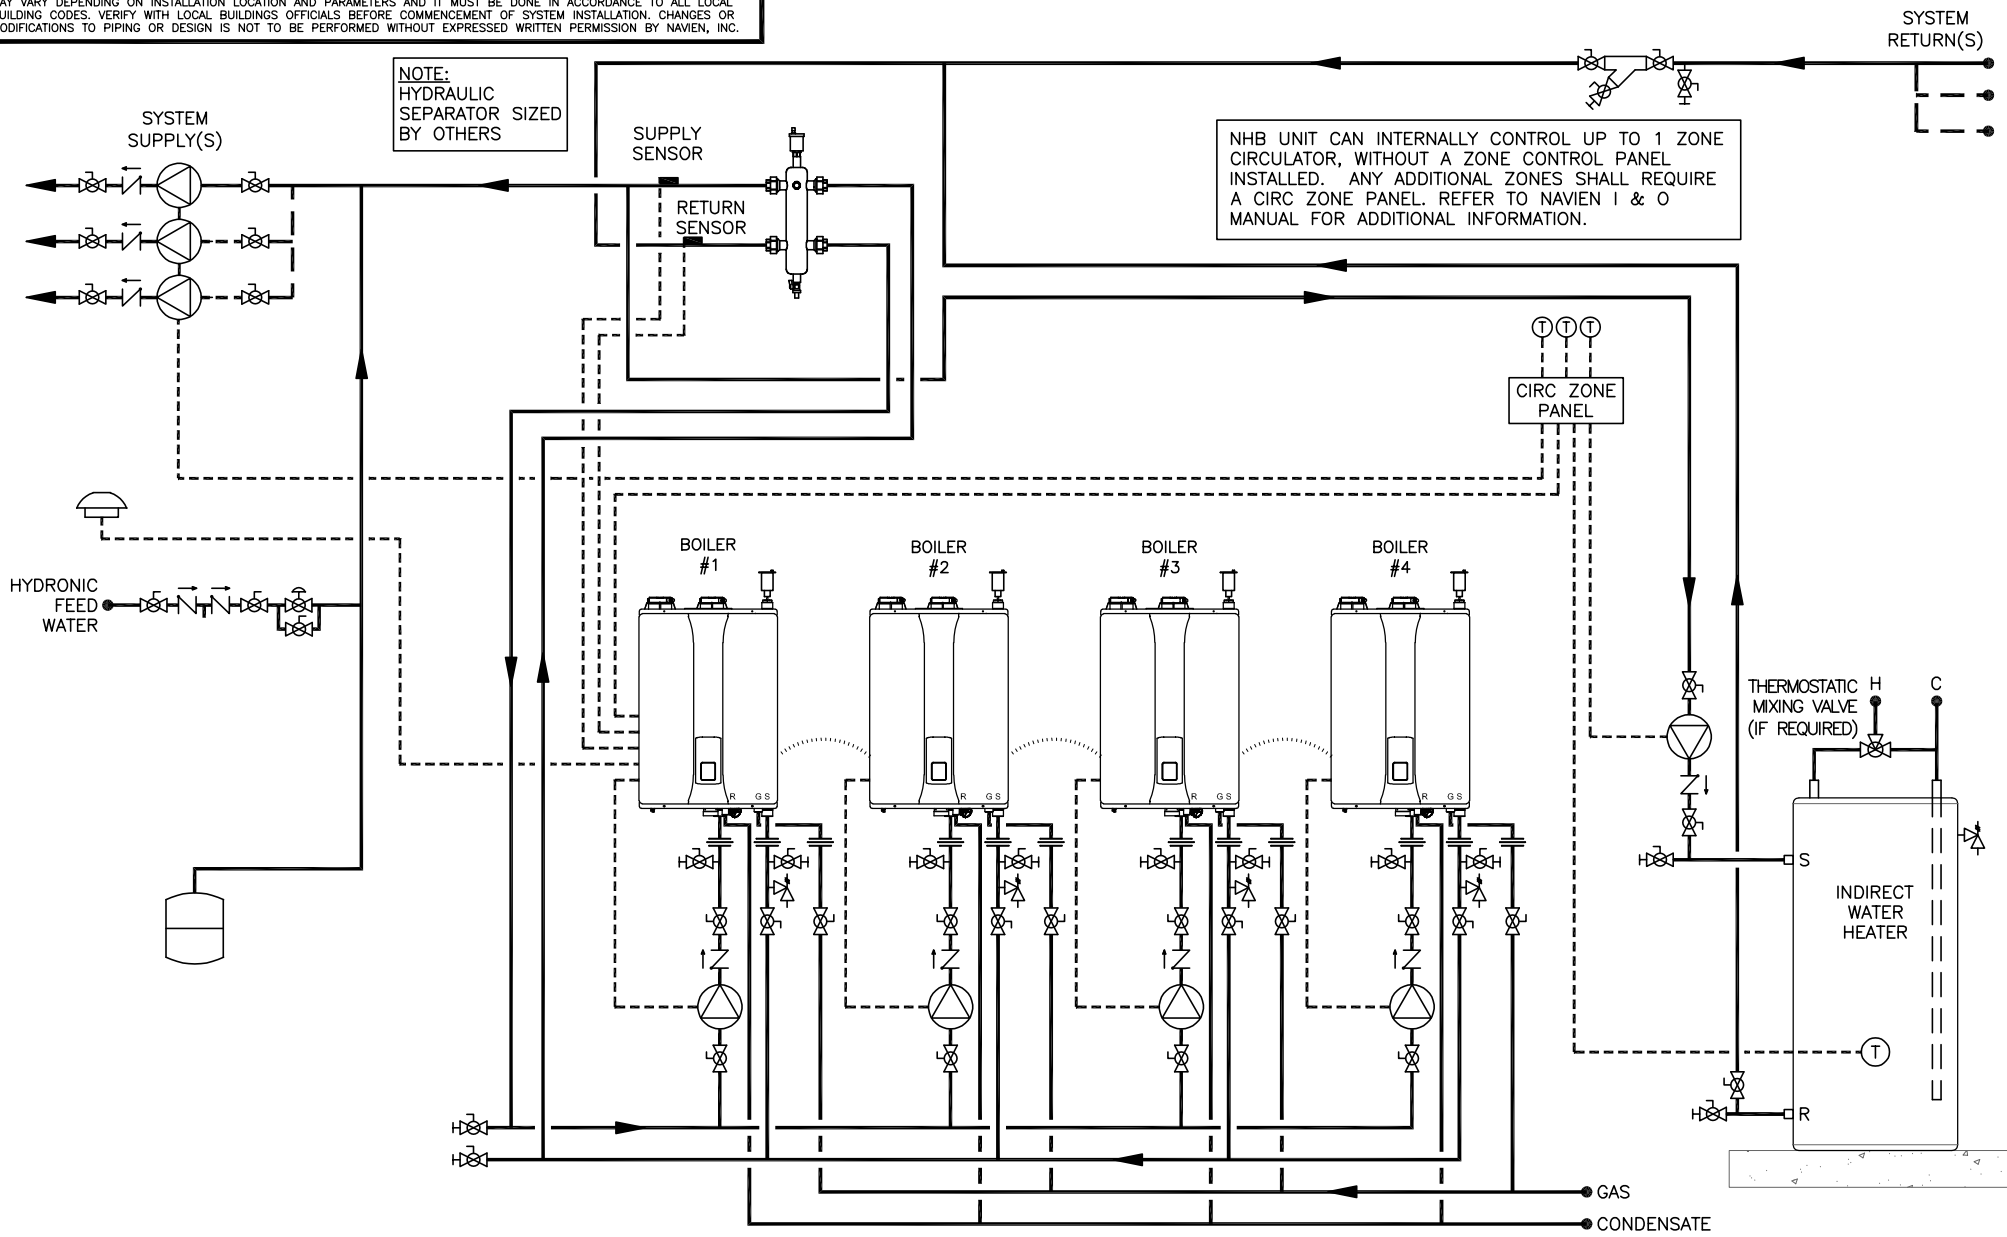 AY VARY DEPENDING ON INSTALLATION LOCATION AND PARAMETERS AND IT MUST BE DONE IN ACCORDANCE TO ALL LOCAL
UILDING CODES. VERIFY WITH LOCAL BUILDINGS OFFICIALS BEFORE COMMENCEMENT OF SYSTEM INSTALLATION. CHANGES OR
ODIFICATIONS TO PIPING OR DESIGN IS NOT TO BE PERFORMED WITHOUT EXPRESSED WRITTEN PERMISSION BY NAVIEN, INC.
SYSTEM
RETURN(S)
NOTE:
HYDRAULIC
SEPARATOR SIZED
BY OTHERS
SYSTEM
SUPPLY(S)
SUPPLY
SENSOR
RETURN
SENSOR
NHB UNIT CAN INTERNALLY CONTROL UP TO 1 ZONE
CIRCULATOR, WITHOUT A ZONE CONTROL PANEL
INSTALLED. ANY ADDITIONAL ZONES SHALL REQUIRE
A CIRC ZONE PANEL. REFER TO NAVIEN I & O
MANUAL FOR ADDITIONAL INFORMATION.
T T T
CIRC ZONE
PANEL
BOILER
#1
BOILER
#2
BOILER
#3
BOILER
#4
HYDRONIC
FEED
WATER
THERMOSTATIC
MIXING VALVE
(IF REQUIRED)
H
C
R G S
R G S
R G S
R G S
S
INDIRECT
WATER
HEATER
T
R
GAS
CONDENSATE